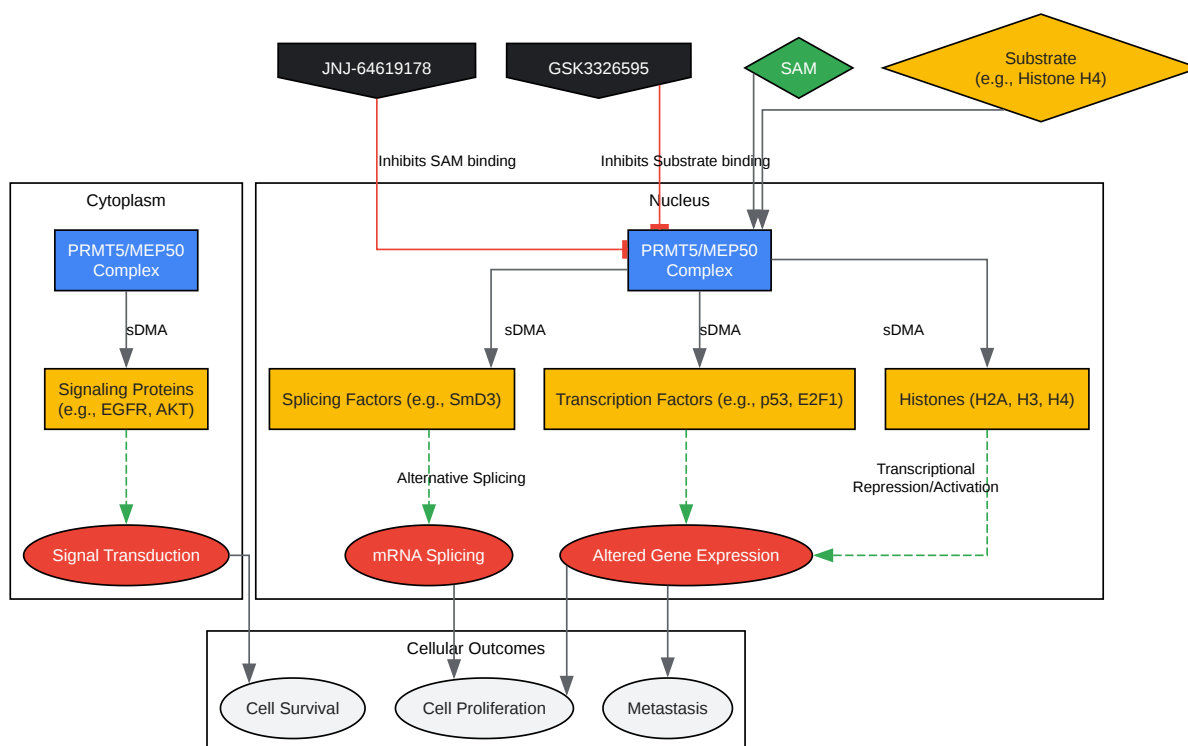 JNJ-64619178
GSK3326595
SAM
Substrate
(e.g., Histone H4)
Inhibits SAM binding
Inhibits Substrate binding
Cytoplasm
Nucleus
PRMT5/MEP50
Complex
PRMT5/MEP50
Complex
sDMA
sDMA
sDMA
sDMA
Signaling Proteins
(e.g., EGFR, AKT)
Splicing Factors (e.g., SmD3)
Transcription Factors (e.g., p53, E2F1)
Histones (H2A, H3, H4)
Alternative Splicing
Transcriptional
Repression/Activation
Signal Transduction
mRNA Splicing
Altered Gene Expression
Cellular Outcomes
Cell Survival
Cell Proliferation
Metastasis